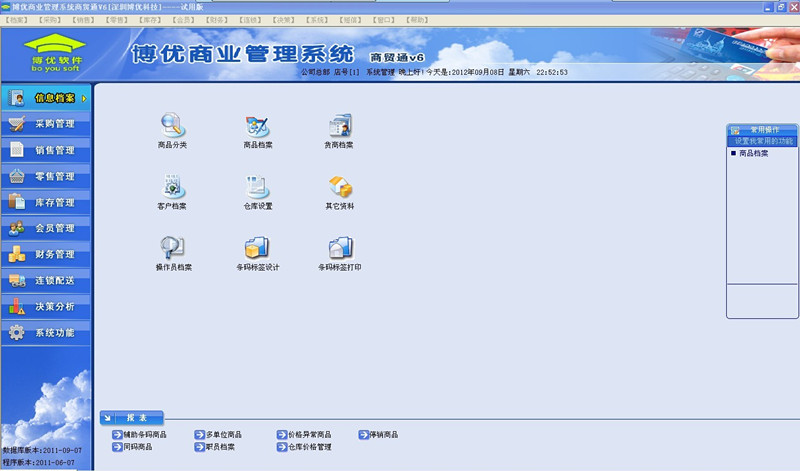 博优商业管理系统商贸通V6[深圳博优科技]----试用版
【档案】 【采购】 【销售】 【零售】 【库存】 【会员】 【财务】 【连锁】 【决策】 【系统】 【短信】 【窗口】 【帮助】
博优软件
bo you soft
博优商业管理系统 商贸通v6
公司总部 店号[1] 系统管理 晚上好! 今天是:2012年09月08日 星期六 22:52:53
信息档案
采购管理
销售管理
零售管理
库存管理
会员管理
财务管理
连锁配送
决策分析
系统功能
商品分类 商品档案 货商档案
客户档案 仓库设置 其它资料
操作员档案 条码标签设计 条码标签打印
常用操作
设置我常用的功能
商品档案
报表
辅助条码商品 多单位商品 价格异常商品 停销商品
同码商品 职员档案 仓库价格管理
数据库版本:2011-09-07
程序版本:2011-06-07